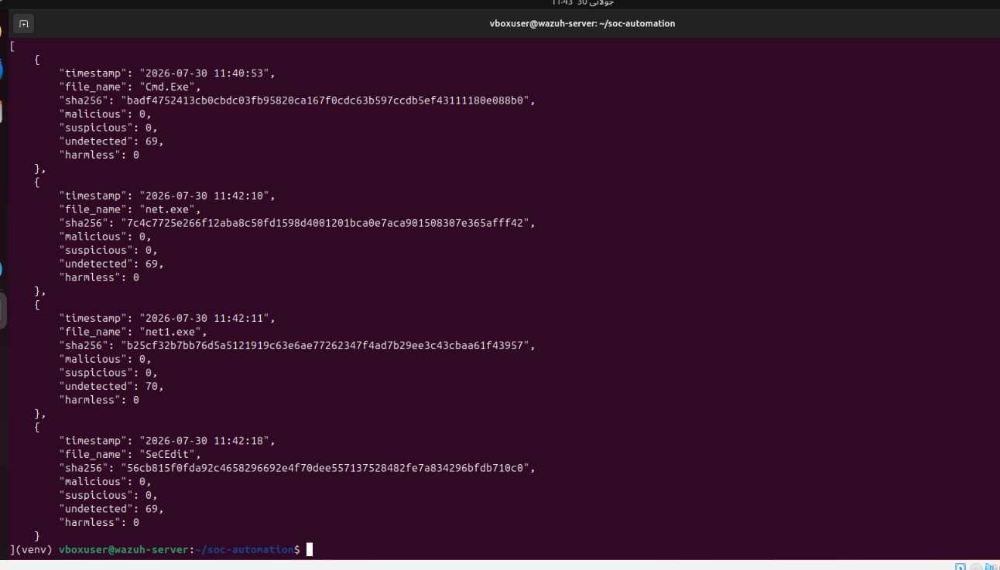 جولائی 30 11:43
vboxuser@wazuh-server: ~/soc-automation
[
    {
        "timestamp": "2026-07-30 11:40:53",
        "file_name": "Cmd.Exe",
        "sha256": "badf4752413cb0cbdc03fb95820ca167f0cdc63b597ccdb5ef43111180e088b0",
        "malicious": 0,
        "suspicious": 0,
        "undetected": 69,
        "harmless": 0
    },
    {
        "timestamp": "2026-07-30 11:42:10",
        "file_name": "net.exe",
        "sha256": "7c4c7725e266f12aba8c50fd1598d4001201bca0e7aca901508307e365afff42",
        "malicious": 0,
        "suspicious": 0,
        "undetected": 69,
        "harmless": 0
    },
    {
        "timestamp": "2026-07-30 11:42:11",
        "file_name": "net1.exe",
        "sha256": "b25cf32b7bb76d5a5121919c63e6ae77262347f4ad7b29ee3c43cbaa61f43957",
        "malicious": 0,
        "suspicious": 0,
        "undetected": 70,
        "harmless": 0
    },
    {
        "timestamp": "2026-07-30 11:42:18",
        "file_name": "SeCEdit",
        "sha256": "56cb815f0fda92c4658296692e4f70dee557137528482fe7a834296bfdb710c0",
        "malicious": 0,
        "suspicious": 0,
        "undetected": 69,
        "harmless": 0
    }
](venv) vboxuser@wazuh-server:~/soc-automation$